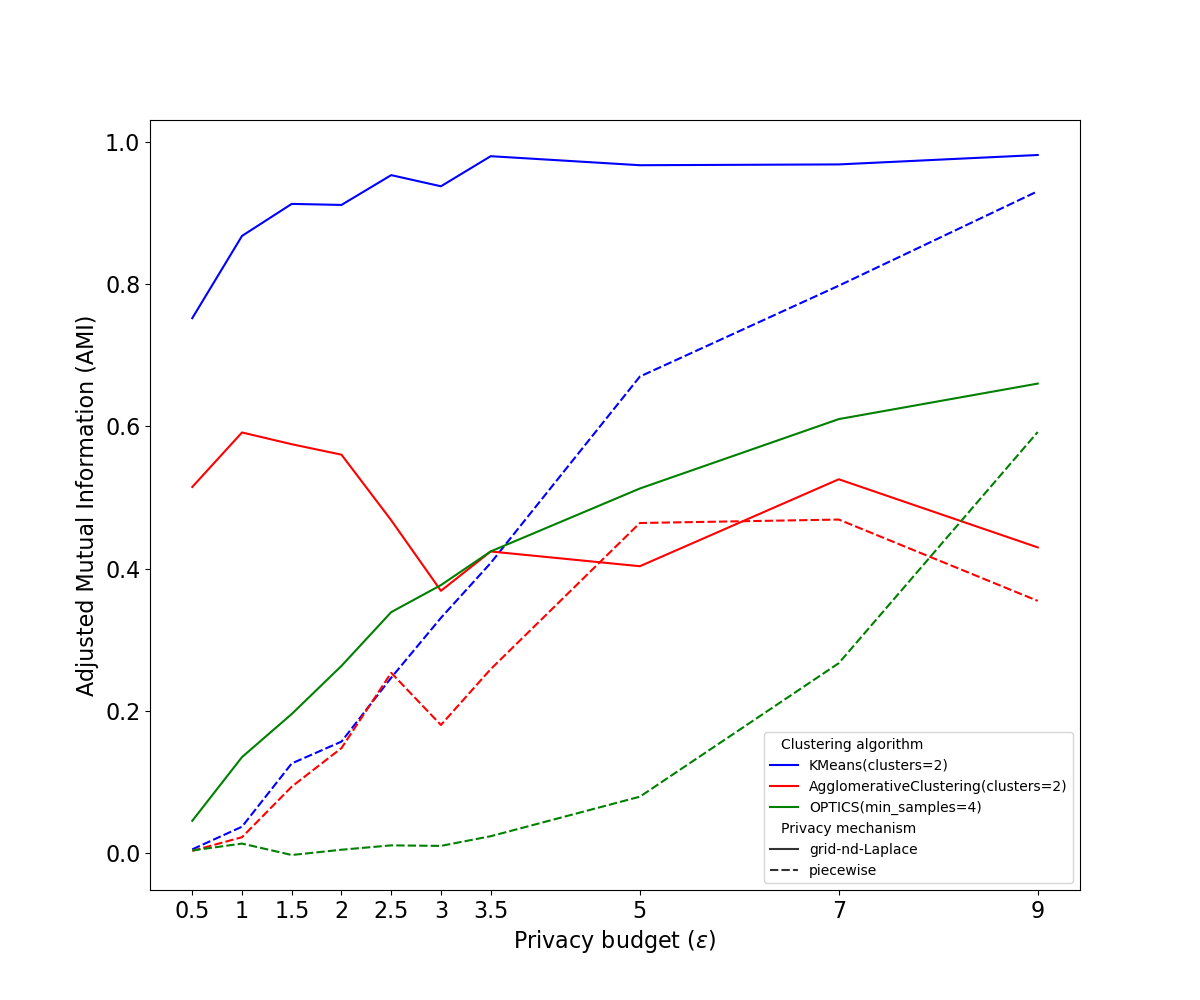 1.0
0.8
0.6
0.4
0.2
0.0
Adjusted Mutual Information (AMI)
0.5 1 1.5 2 2.5 3 3.5 5 7 9
Privacy budget (ε)
Clustering algorithm
KMeans(clusters=2)
AgglomerativeClustering(clusters=2)
OPTICS(min_samples=4)
Privacy mechanism
grid-nd-Laplace
piecewise